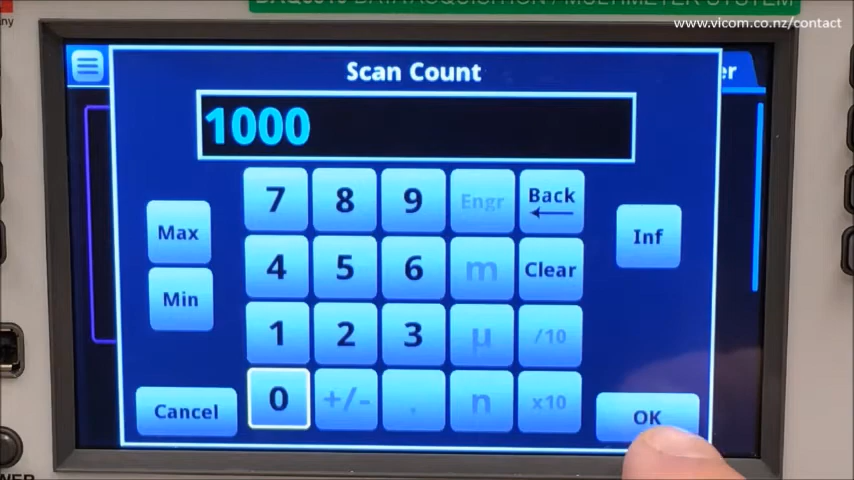 DAQ6510 DATA ACQUISITION / MULTIMETER SYSTEM
www.vicom.co.nz/contact
Scan Count
er
1000
7 8 9 Engr Back
Max
Inf
4 5 6 m Clear
Min
1 2 3 µ /10
Cancel 0 +/- . n x10 OK